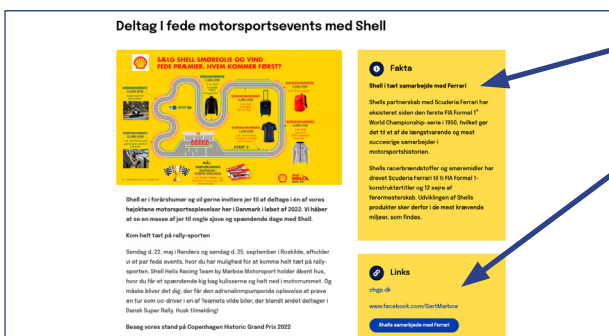 Deltag I fede motorsportsevents med Shell
SÆLG SHELL SMØREOLIE OG VIND
FEDE PRÆMIER. HVEM KOMMER FØRST?
START
MÅL
HELIX
Shell er i forårshumør og vil gerne invitere jer til at deltage i én af vores
højoktane motorsportsoplevelser her i Danmark i løbet af 2022. Vi håber
at se en masse af jer til nogle sjove og spændende dage med Shell.
Kom helt tæt på rally-sporten
Søndag d. 22. maj i Randers og søndag d. 25. september i Roskilde, afholder
vi et par fede events, hvor du har mulighed for at komme helt tæt på rally-
sporten. Shell Helix Racing Team by Marboe Motorsport holder åbent hus,
hvor du får et spændende kig bag kulisserne og helt ned i motorrummet. Og
måske bliver det dig, der får den adrenalinpumpende oplevelse at prøve
en tur som co-driver i en af Teamets vilde biler, der blandt andet deltager i
Dansk Super Rally. Husk tilmelding!
Besøg vores stand på Copenhagen Historic Grand Prix 2022
Fakta
Shell i tæt samarbejde med Ferrari
Shells partnerskab med Scuderia Ferrari har
eksisteret siden den første FIA Formel 1®
World Championship-serie i 1950, hvilket gør
det til et af de længstvarende og mest
succesrige samarbejder i
motorsportshistorien.
Shells racerbrændstoffer og smøremidler har
drevet Scuderia Ferrari til 11 FIA Formel 1-
konstruktørtitler og 12 sejre af
førermesterskab. Udviklingen af Shells
produkter sker derfor i de mest krævende
miljøer, som findes.
Links
chgp.dk
www.facebook.com/GertMarboe
Shells samarbejde med Ferrari